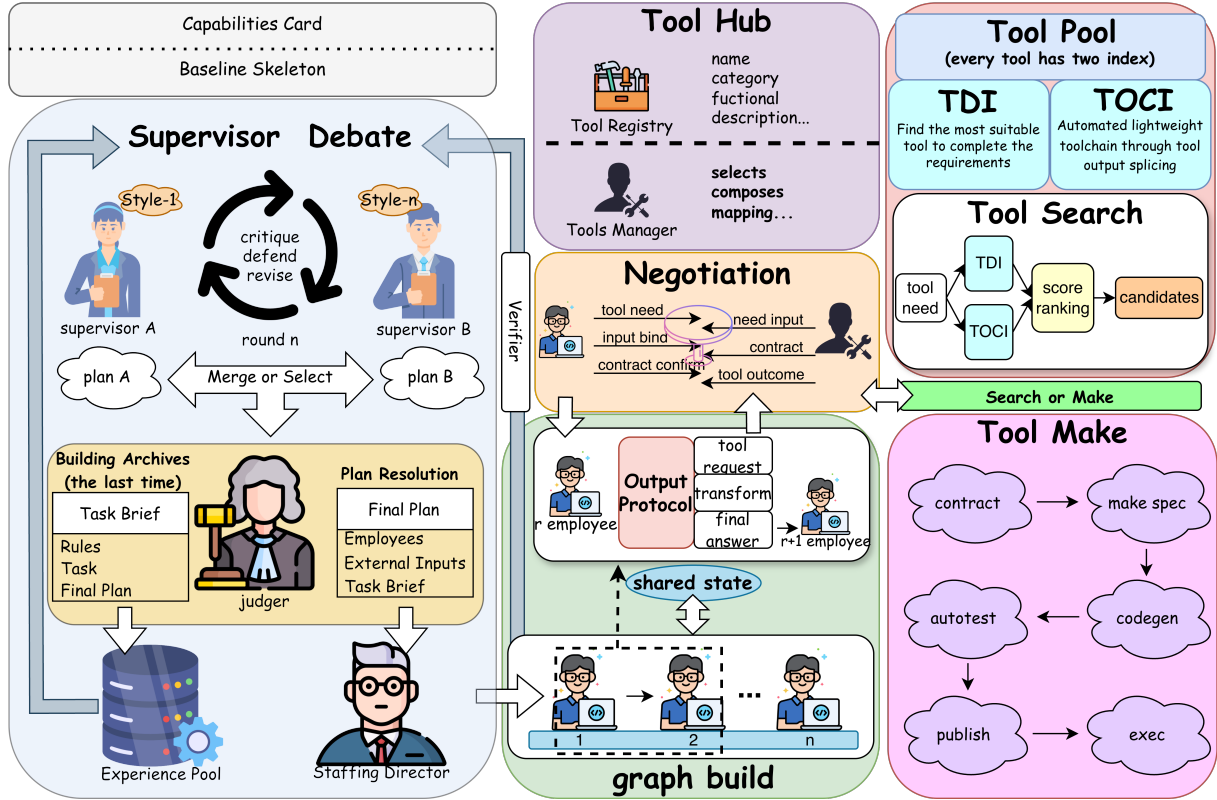 Capabilities Card
Baseline Skeleton
Supervisor Debate
Style-1
Style-n
critique
defend
revise
supervisor A
supervisor B
round n
plan A
Merge or Select
plan B
Building Archives
(the last time)
Task Brief
Rules
Task
Final Plan
judger
Plan Resolution
Final Plan
Employees
External Inputs
Task Brief
Experience Pool
Staffing Director
Verifier
Tool Hub
Tool Registry
name
category
fuctional
description...
Tools Manager
selects
composes
mapping...
Negotiation
tool need
need input
input bind
contract
contract confirm
tool outcome
r employee
Output
Protocol
tool
request
transform
final
answer
r+1 employee
shared state
1
2
...
n
graph build
Tool Pool
(every tool has two index)
TDI
Find the most suitable
tool to complete the
requirements
TOCI
Automated lightweight
toolchain through tool
output splicing
Tool Search
tool
need
TDI
TOCI
score
ranking
candidates
Search or Make
Tool Make
contract
make spec
codegen
autotest
publish
exec